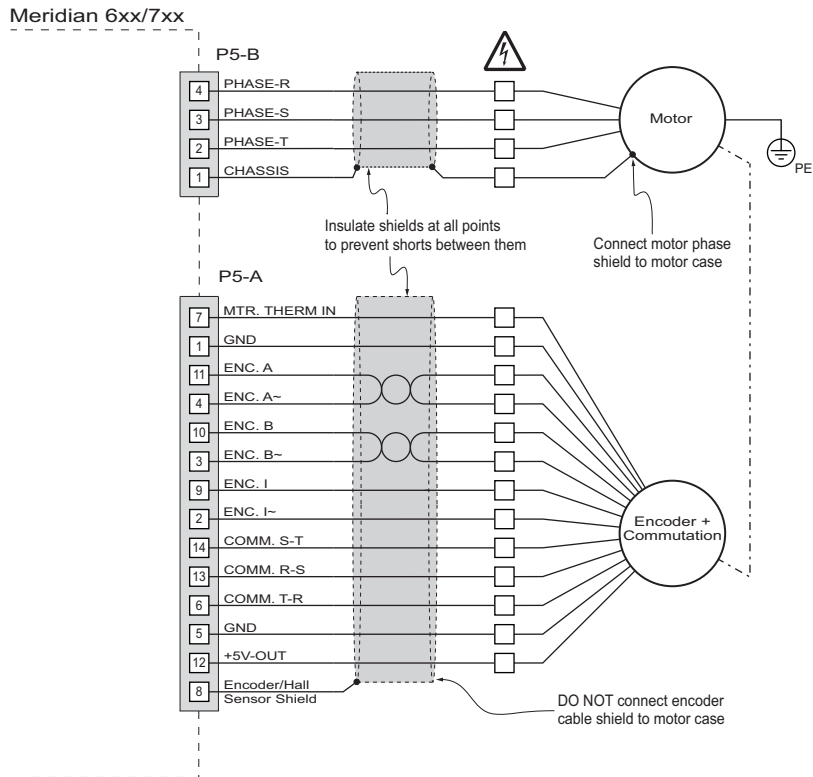 Meridian 6xx/7xx
P5-B
4 PHASE-R
3 PHASE-S
2 PHASE-T
1 CHASSIS
Motor
PE
Insulate shields at all points
to prevent shorts between them
Connect motor phase
shield to motor case
P5-A
7 MTR. THERM IN
1 GND
11 ENC. A
4 ENC. A~
10 ENC. B
3 ENC. B~
9 ENC. I
2 ENC. I~
14 COMM. S-T
13 COMM. R-S
6 COMM. T-R
5 GND
12 +5V-OUT
8 Encoder/Hall
Sensor Shield
Encoder +
Commutation
DO NOT connect encoder
cable shield to motor case